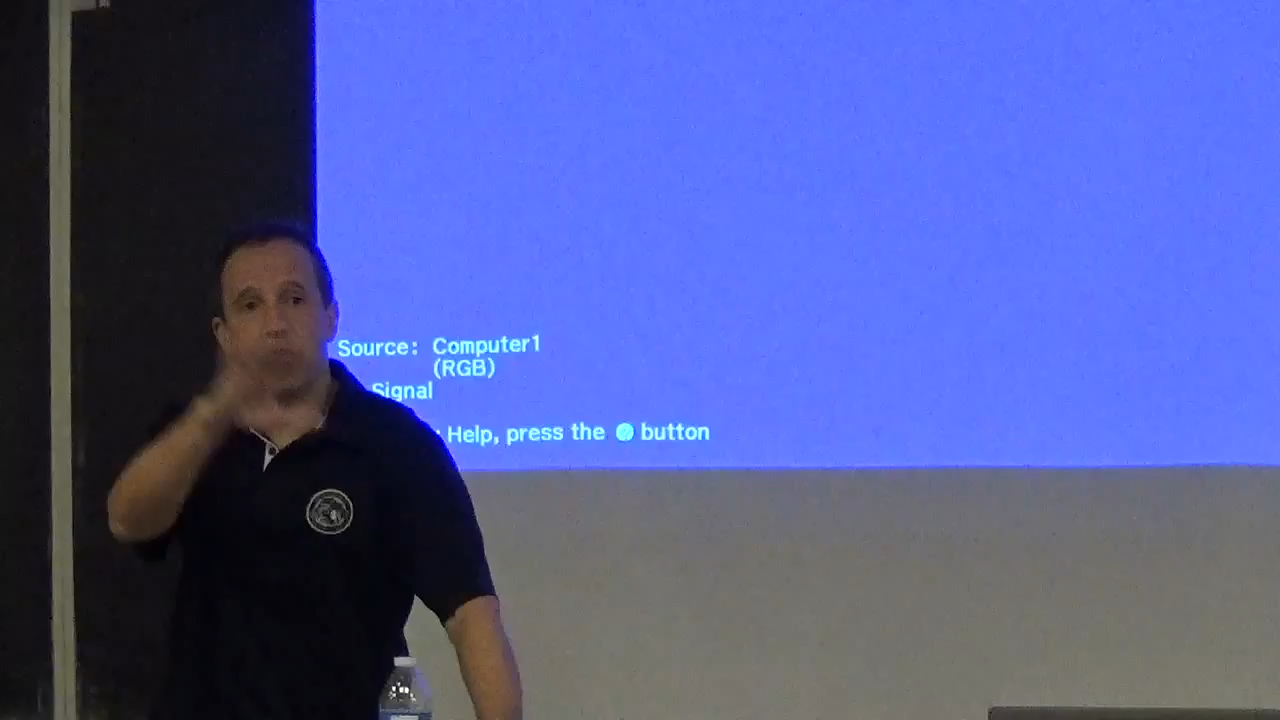 Source: Computer1
(RGB)
Signal
Help, press the button